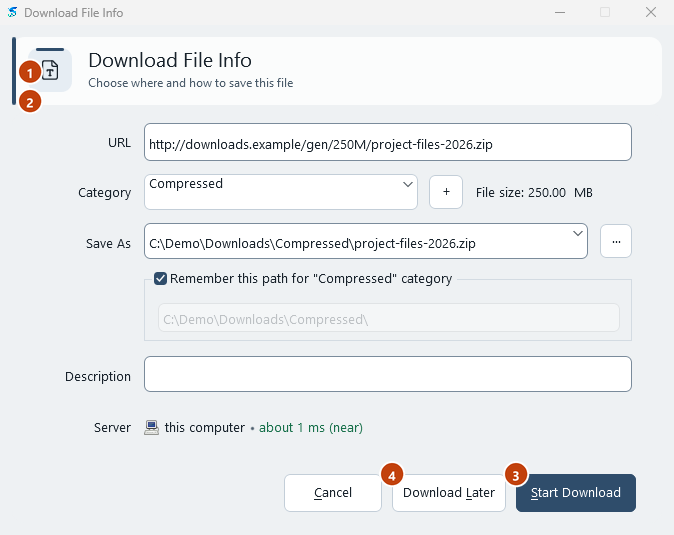 Download File Info
Download File Info
Choose where and how to save this file
1
2
URL
http://downloads.example/gen/250M/project-files-2026.zip
Category
Compressed
+
File size: 250.00 MB
Save As
C:\Demo\Downloads\Compressed\project-files-2026.zip
...
Remember this path for "Compressed" category
C:\Demo\Downloads\Compressed\
Description
Server
this computer • about 1 ms (near)
4
3
Cancel
Download Later
Start Download